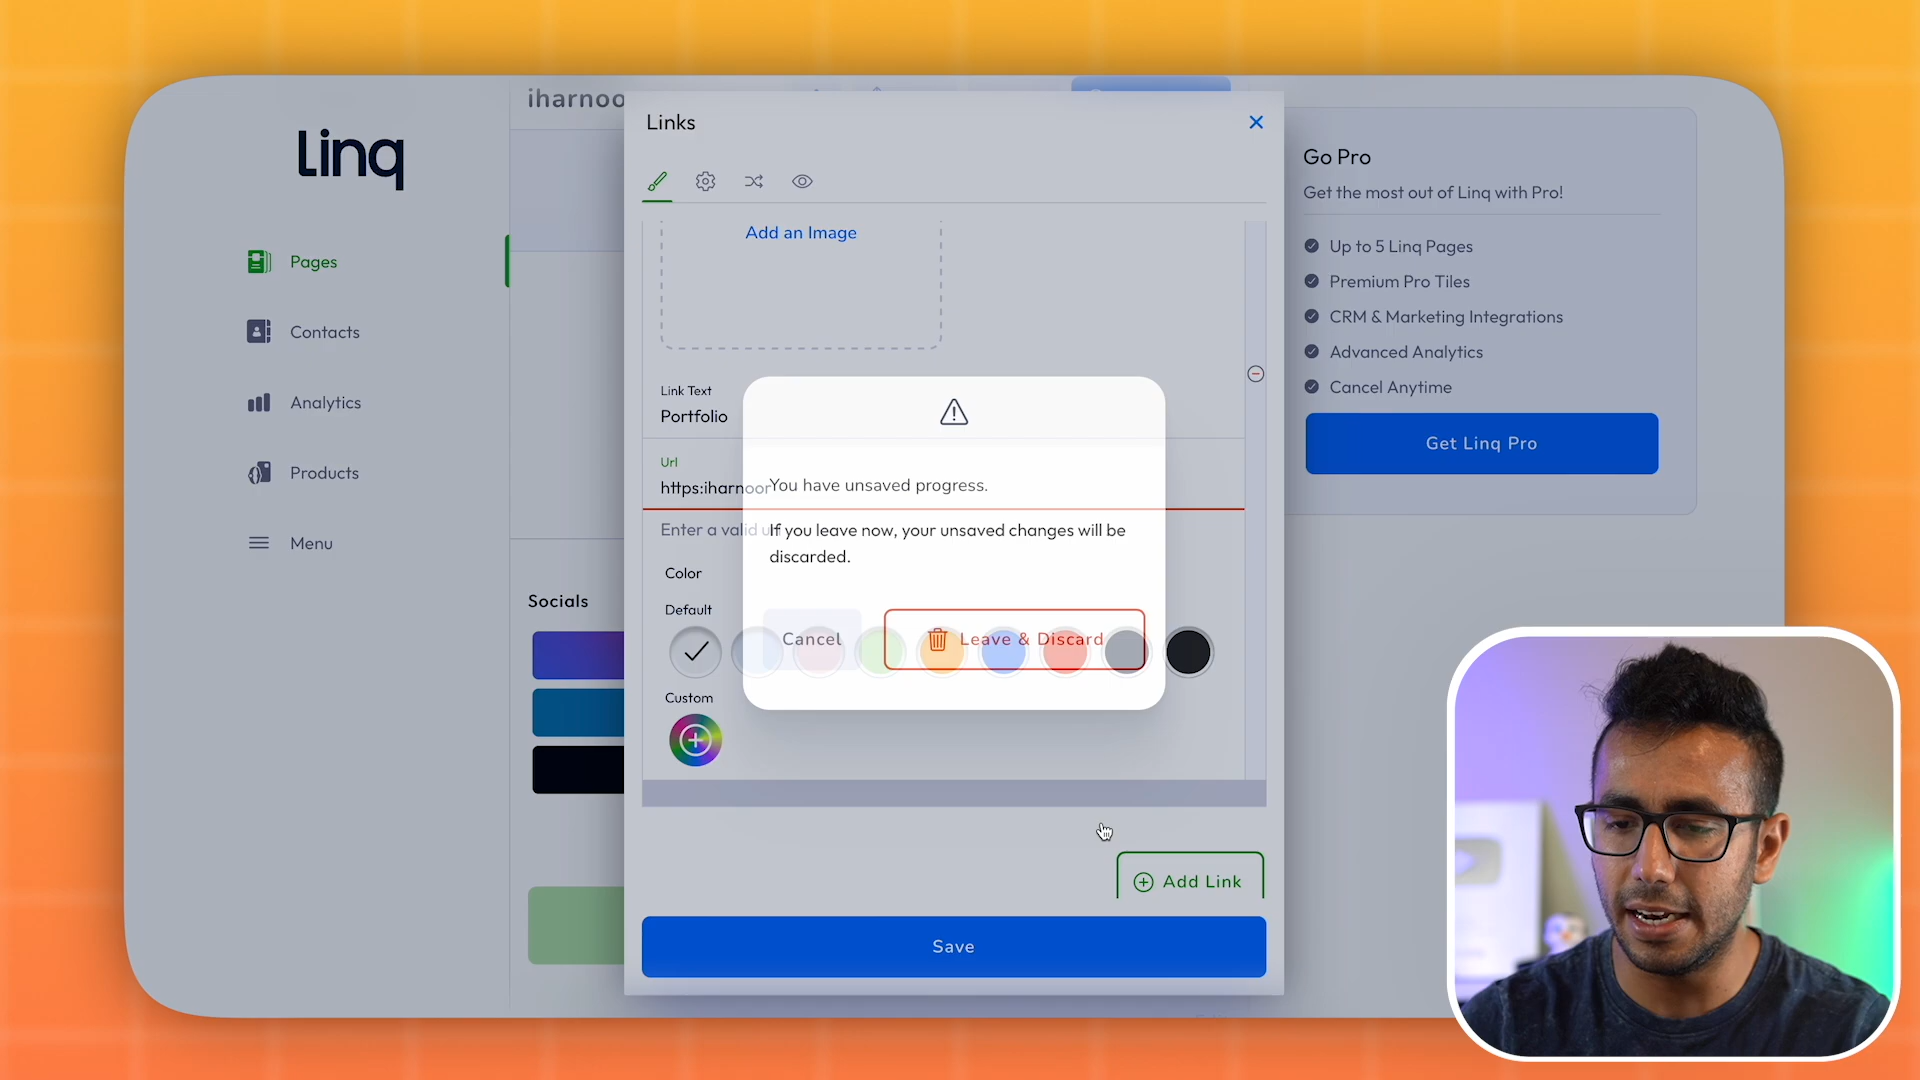 Linq
Pages
Contacts
Analytics
Products
Menu
iharnoo
Socials
Links
Add an Image
Link Text
Portfolio
Url
https:iharnoor
Enter a valid u
Color
Default
Custom
You have unsaved progress.
If you leave now, your unsaved changes will be
discarded.
Cancel
Leave & Discard
Add Link
Save
Go Pro
Get the most out of Linq with Pro!
Up to 5 Linq Pages
Premium Pro Tiles
CRM & Marketing Integrations
Advanced Analytics
Cancel Anytime
Get Linq Pro